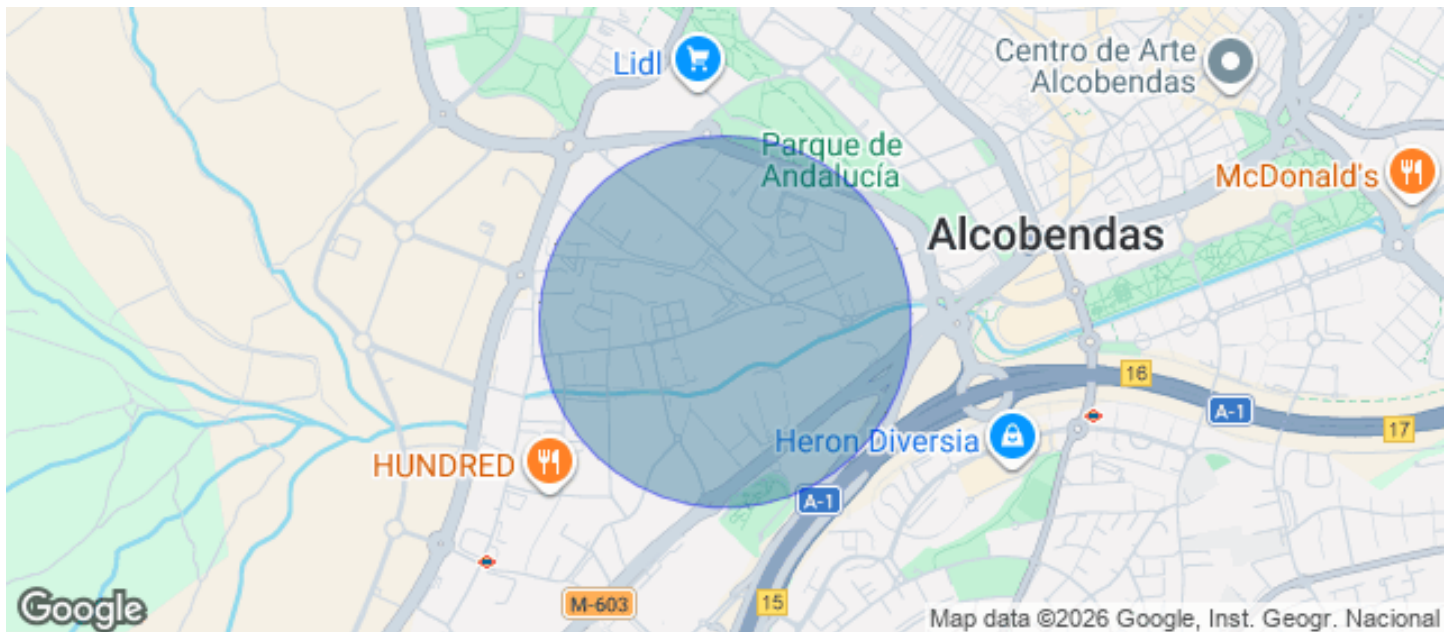 Lidl
Centro de Arte
Alcobendas
Parque de
Andalucía
McDonald's
Alcobendas
16
A-1
17
Heron Diversia
HUNDRED
A-1
M-603
15
Google
Map data ©2026 Google, Inst. Geogr. Nacional